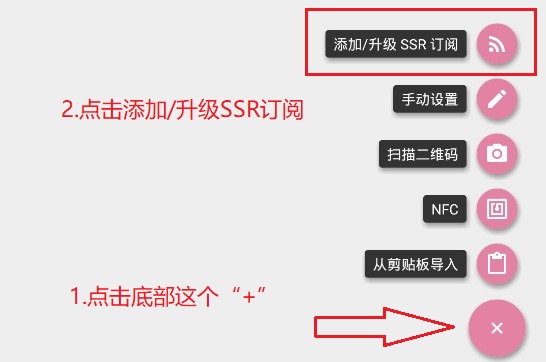 添加/升级 SSR 订阅
2.点击添加/升级SSR订阅
手动设置
扫描二维码
NFC
从剪贴板导入
1.点击底部这个“+”